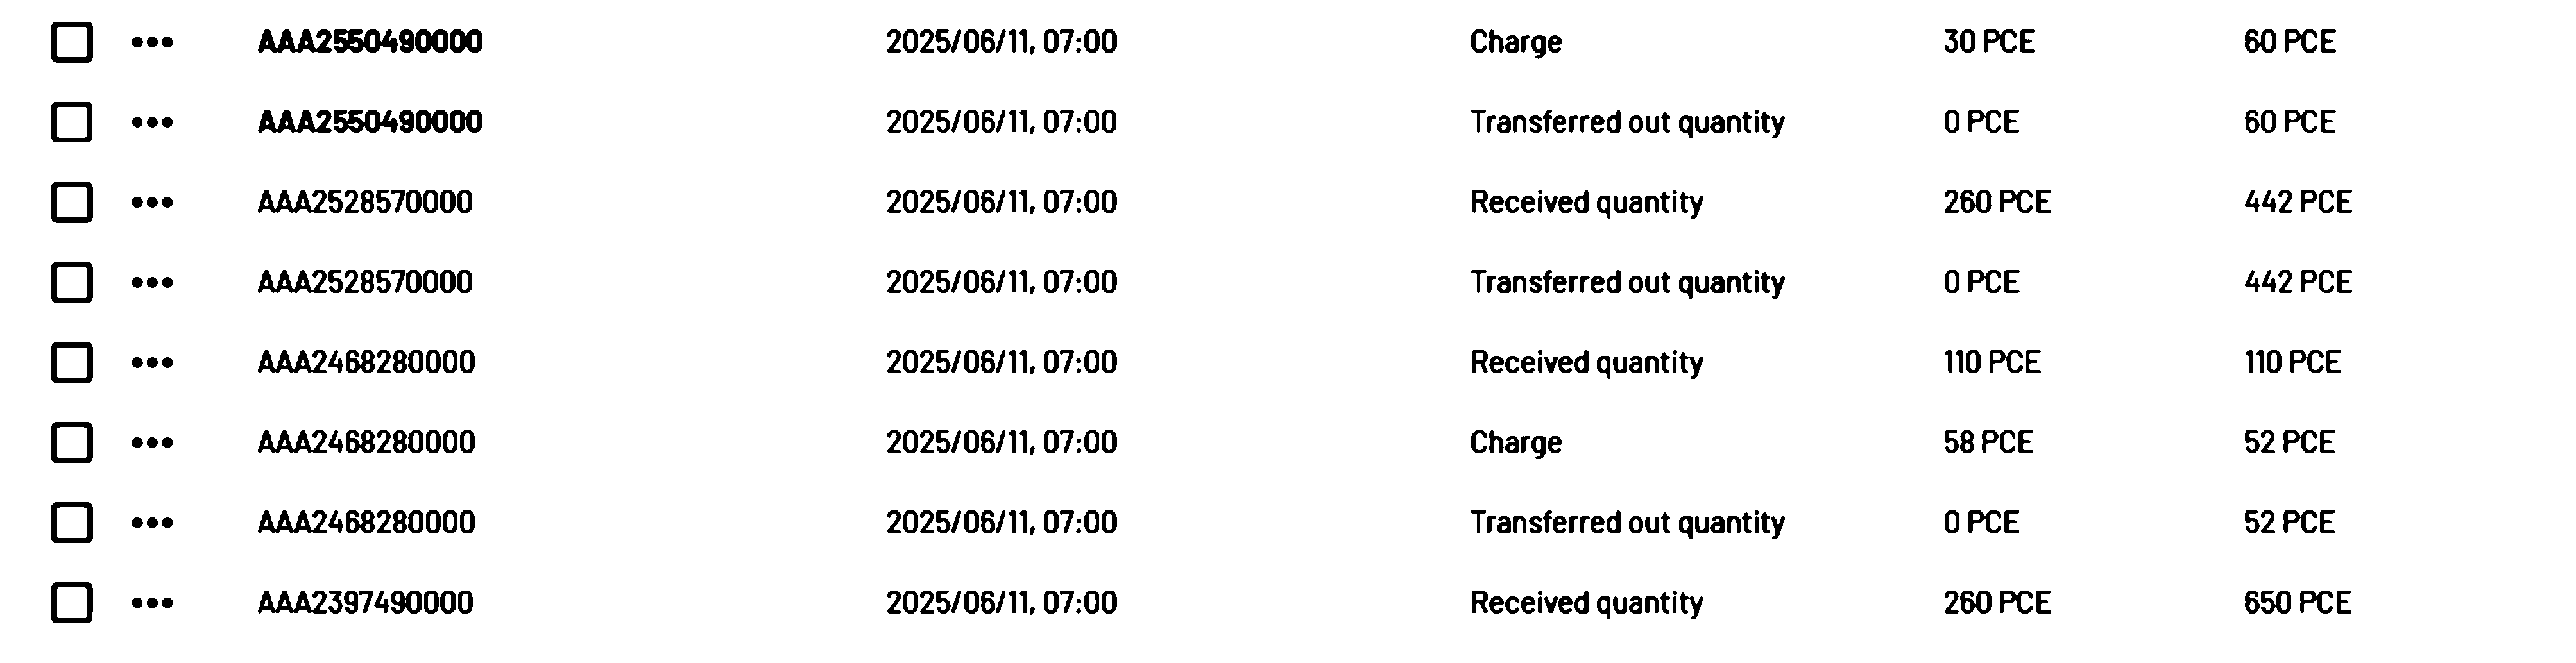 AAA2550490000 2025/06/11, 07:00 Charge 30 PCE 60 PCE
AAA2550490000 2025/06/11, 07:00 Transferred out quantity 0 PCE 60 PCE
AAA2528570000 2025/06/11, 07:00 Received quantity 260 PCE 442 PCE
AAA2528570000 2025/06/11, 07:00 Transferred out quantity 0 PCE 442 PCE
AAA2468280000 2025/06/11, 07:00 Received quantity 110 PCE 110 PCE
AAA2468280000 2025/06/11, 07:00 Charge 58 PCE 52 PCE
AAA2468280000 2025/06/11, 07:00 Transferred out quantity 0 PCE 52 PCE
AAA2397490000 2025/06/11, 07:00 Received quantity 260 PCE 650 PCE